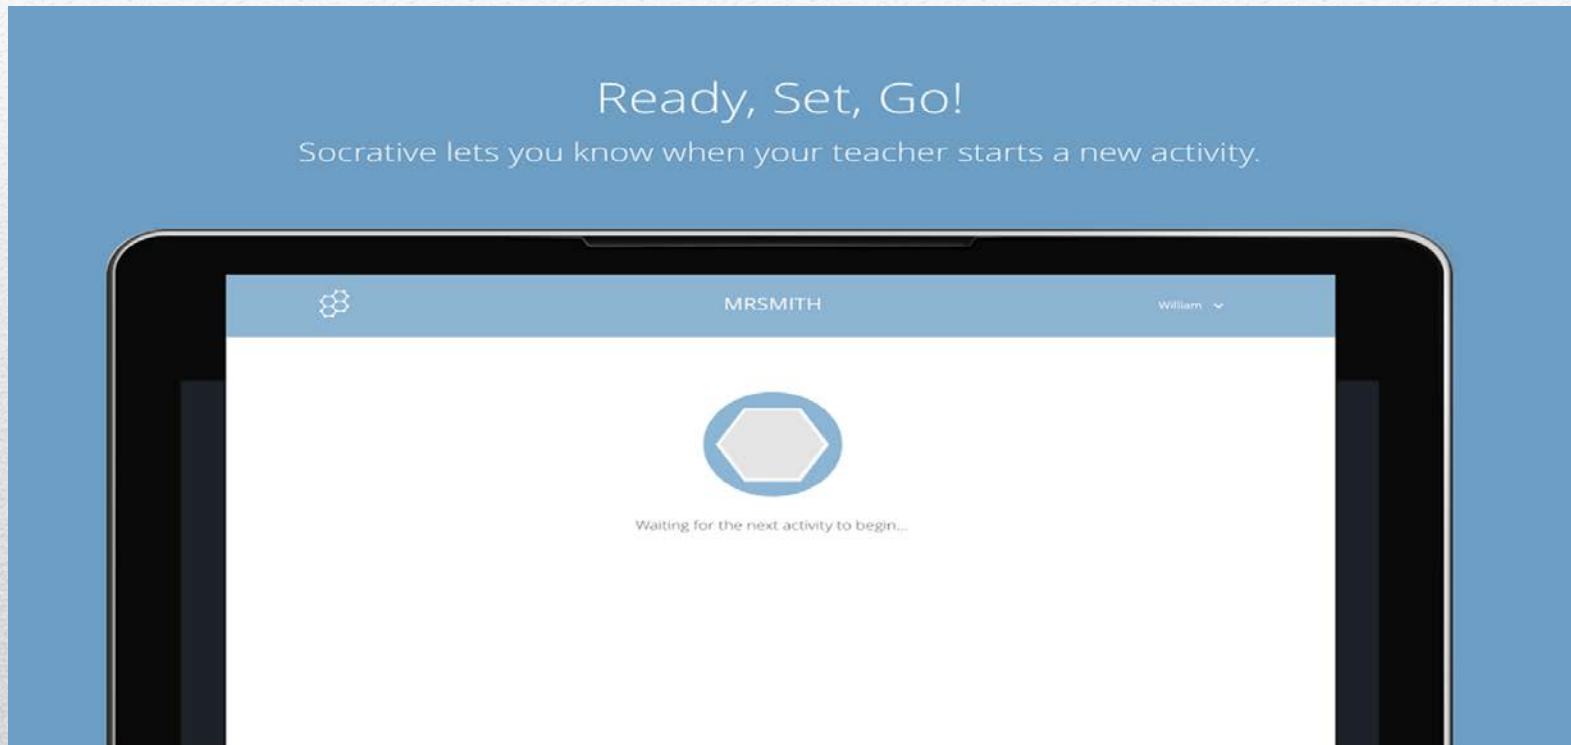 Ready, Set, Go!
Socrative lets you know when your teacher starts a new activity.
MRSMITH
William
Waiting for the next activity to begin...